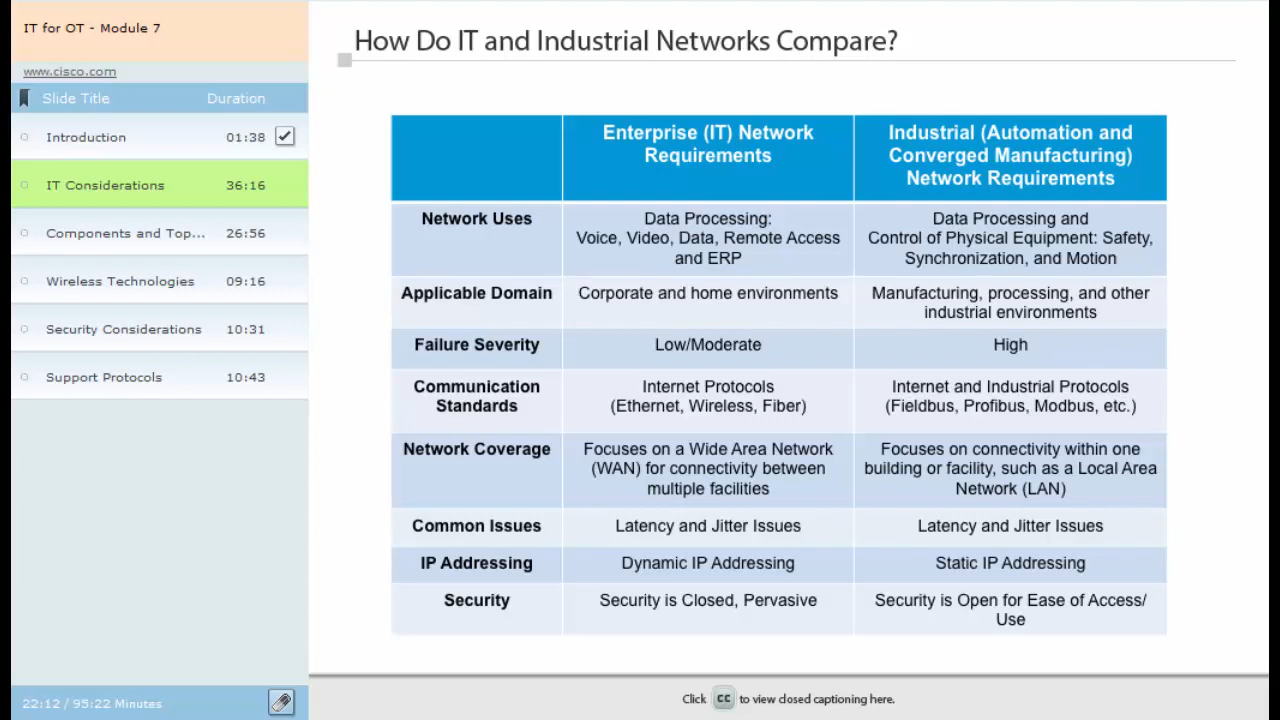 IT for OT - Module 7
www.cisco.com
Slide Title Duration
Introduction 01:38
IT Considerations 36:16
Components and Top... 26:56
Wireless Technologies 09:16
Security Considerations 10:31
Support Protocols 10:43
22:12 / 95:22 Minutes
How Do IT and Industrial Networks Compare?
Enterprise (IT) Network
Requirements
Industrial (Automation and
Converged Manufacturing)
Network Requirements
Network Uses
Data Processing:
Voice, Video, Data, Remote Access
and ERP
Data Processing and
Control of Physical Equipment: Safety,
Synchronization, and Motion
Applicable Domain
Corporate and home environments
Manufacturing, processing, and other
industrial environments
Failure Severity
Low/Moderate
High
Communication
Standards
Internet Protocols
(Ethernet, Wireless, Fiber)
Internet and Industrial Protocols
(Fieldbus, Profibus, Modbus, etc.)
Network Coverage
Focuses on a Wide Area Network
(WAN) for connectivity between
multiple facilities
Focuses on connectivity within one
building or facility, such as a Local Area
Network (LAN)
Common Issues
Latency and Jitter Issues
Latency and Jitter Issues
IP Addressing
Dynamic IP Addressing
Static IP Addressing
Security
Security is Closed, Pervasive
Security is Open for Ease of Access/
Use
Click CC to view closed captioning here.